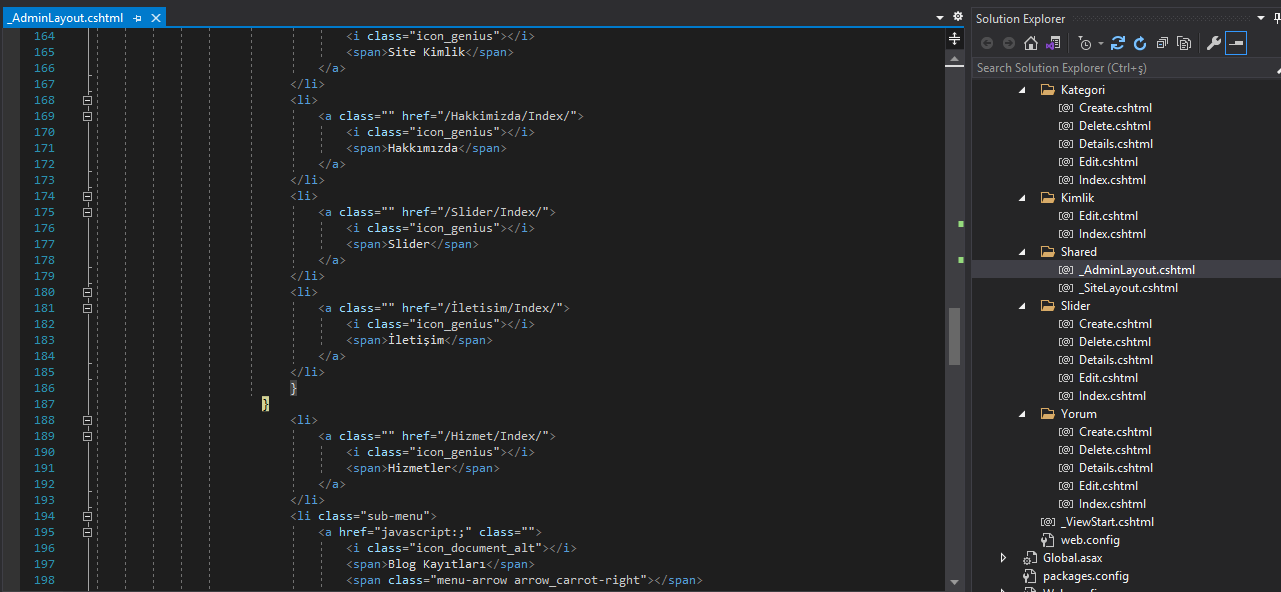 _AdminLayout.cshtml
164 <i class="icon_genius"></i>
165 <span>Site Kimlik</span>
166 </a>
167 </li>
168 <li>
169 <a class="" href="/Hakkimizda/Index/">
170 <i class="icon_genius"></i>
171 <span>Hakkımızda</span>
172 </a>
173 </li>
174 <li>
175 <a class="" href="/Slider/Index/">
176 <i class="icon_genius"></i>
177 <span>Slider</span>
178 </a>
179 </li>
180 <li>
181 <a class="" href="/İletisim/Index/">
182 <i class="icon_genius"></i>
183 <span>İletişim</span>
184 </a>
185 </li>
186 }
187 }
188 <li>
189 <a class="" href="/Hizmet/Index/">
190 <i class="icon_genius"></i>
191 <span>Hizmetler</span>
192 </a>
193 </li>
194 <li class="sub-menu">
195 <a href="javascript:;" class="">
196 <i class="icon_document_alt"></i>
197 <span>Blog Kayıtları</span>
198 <span class="menu-arrow arrow_carrot-right"></span>
Solution Explorer
Search Solution Explorer (Ctrl+ş)
Kategori
Create.cshtml
Delete.cshtml
Details.cshtml
Edit.cshtml
Index.cshtml
Kimlik
Edit.cshtml
Index.cshtml
Shared
_AdminLayout.cshtml
_SiteLayout.cshtml
Slider
Create.cshtml
Delete.cshtml
Details.cshtml
Edit.cshtml
Index.cshtml
Yorum
Create.cshtml
Delete.cshtml
Details.cshtml
Edit.cshtml
Index.cshtml
_ViewStart.cshtml
web.config
Global.asax
packages.config